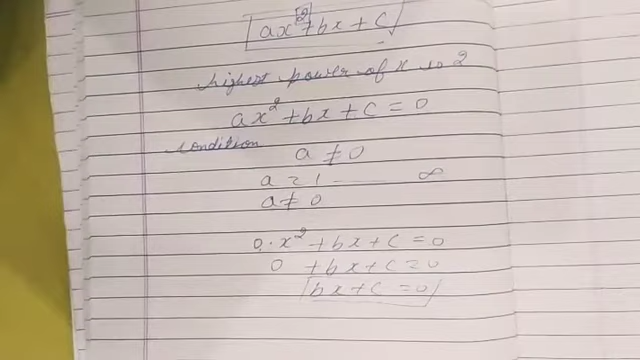 ax²+bx+c
highest power of x is 2
ax²+bx+c=0
condition
a≠0
a=1 ——— ∞
a≠0
0·x²+bx+c=0
0 +bx+c=0
bx+c=0